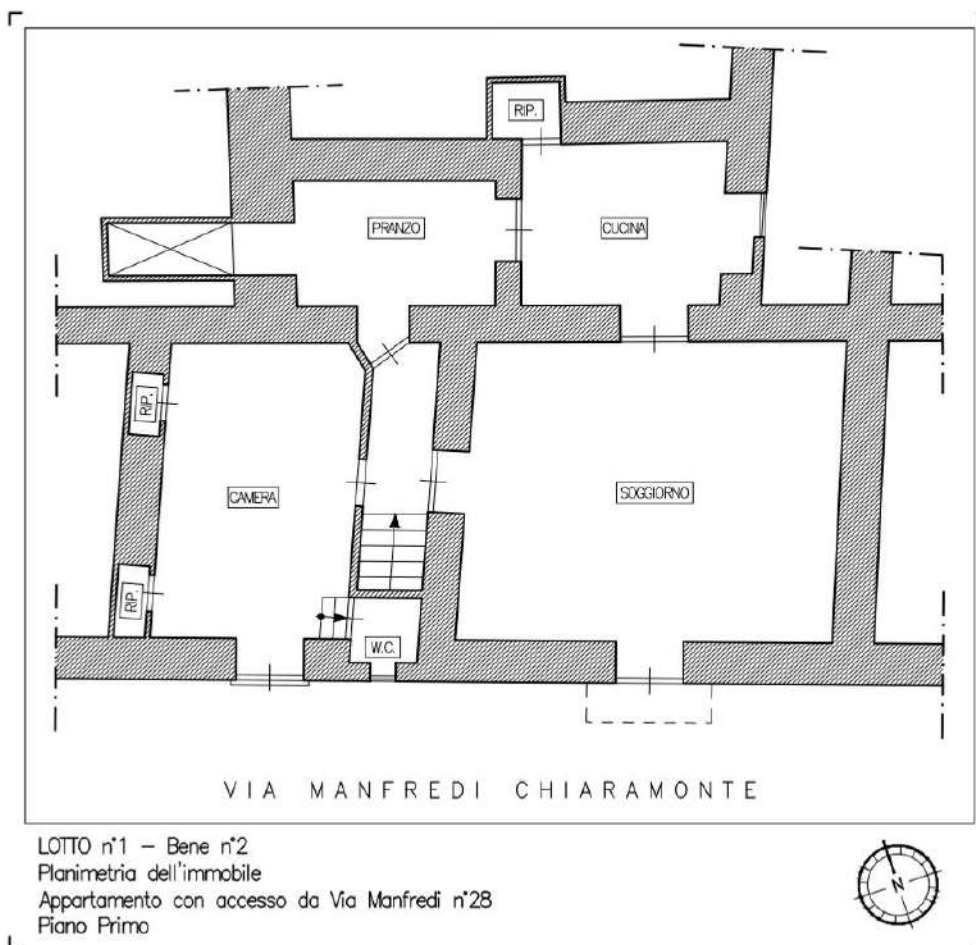 RIP.
PRANZO
CUCINA
RIP.
CAMERA
SOGGIORNO
RIP.
W.C.
VIA MANFREDI CHIARAMONTE
LOTTO n°1 – Bene n°2
Planimetria dell'immobile
Appartamento con accesso da Via Manfredi n°28
Piano Primo
N